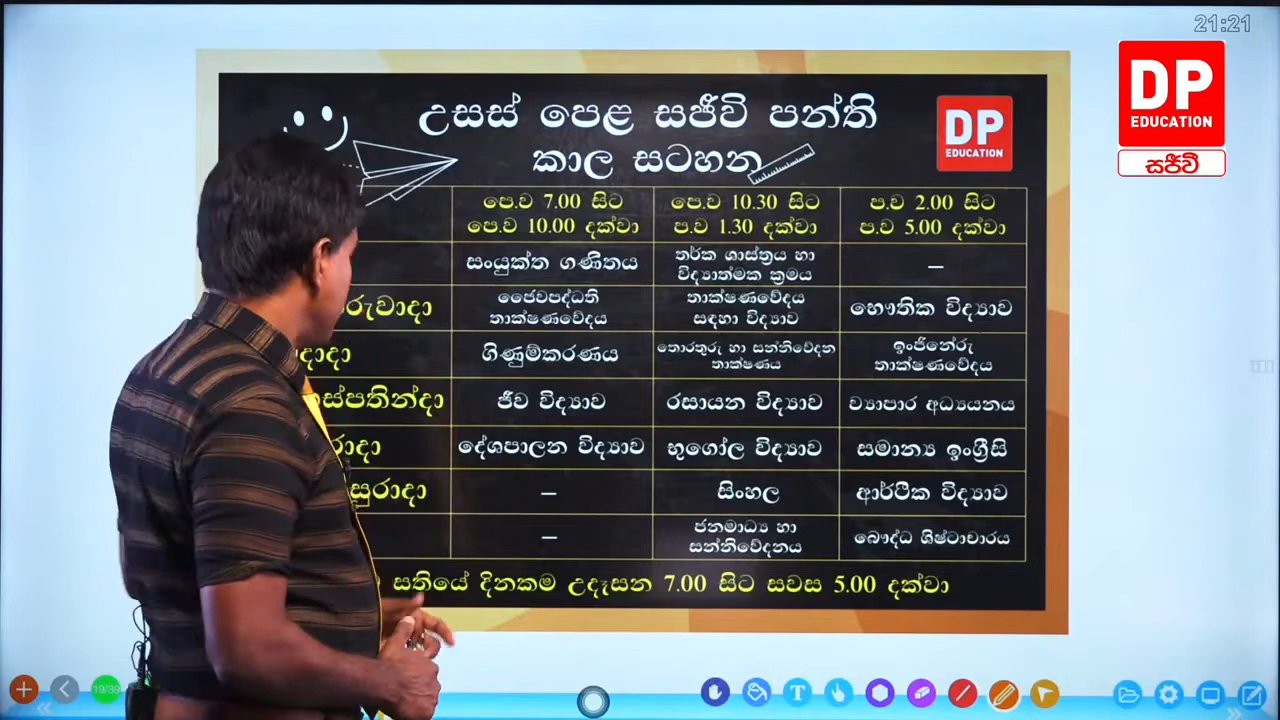 21:21
DP
EDUCATION
සජීවී
උසස් පෙළ සජීවී පන්ති
කාල සටහන
DP
EDUCATION
පෙ.ව 7.00 සිට
පෙ.ව 10.00 දක්වා
පෙ.ව 10.30 සිට
ප.ව 1.30 දක්වා
ප.ව 2.00 සිට
ප.ව 5.00 දක්වා
සංයුක්ත ගණිතය
තර්ක ශාස්ත්‍රය හා
විද්‍යාත්මක ක්‍රමය
–
රුවාදා
ජෛවපද්ධති
තාක්ෂණවේදය
තාක්ෂණවේදය
සඳහා විද්‍යාව
භෞතික විද්‍යාව
දාදා
ගිණුම්කරණය
තොරතුරු හා සන්නිවේදන
තාක්ෂණය
ඉංජිනේරු
තාක්ෂණවේදය
ස්පතින්දා
ජීව විද්‍යාව
රසායන විද්‍යාව
ව්‍යාපාර අධ්‍යයනය
රාදා
දේශපාලන විද්‍යාව
භූගෝල විද්‍යාව
සමාන්‍ය ඉංග්‍රීසි
සුරාදා
–
සිංහල
ආර්ථික විද්‍යාව
–
ජනමාධ්‍ය හා
සන්නිවේදනය
බෞද්ධ ශිෂ්ටාචාරය
සතියේ දිනකම උදෑසන 7.00 සිට සවස 5.00 දක්වා
19/39